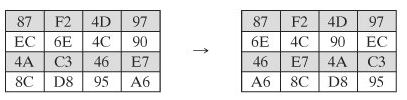 87 F2 4D 97 87 F2 4D 97
EC 6E 4C 90 → 6E 4C 90 EC
4A C3 46 E7 46 E7 4A C3
8C D8 95 A6 A6 8C D8 95